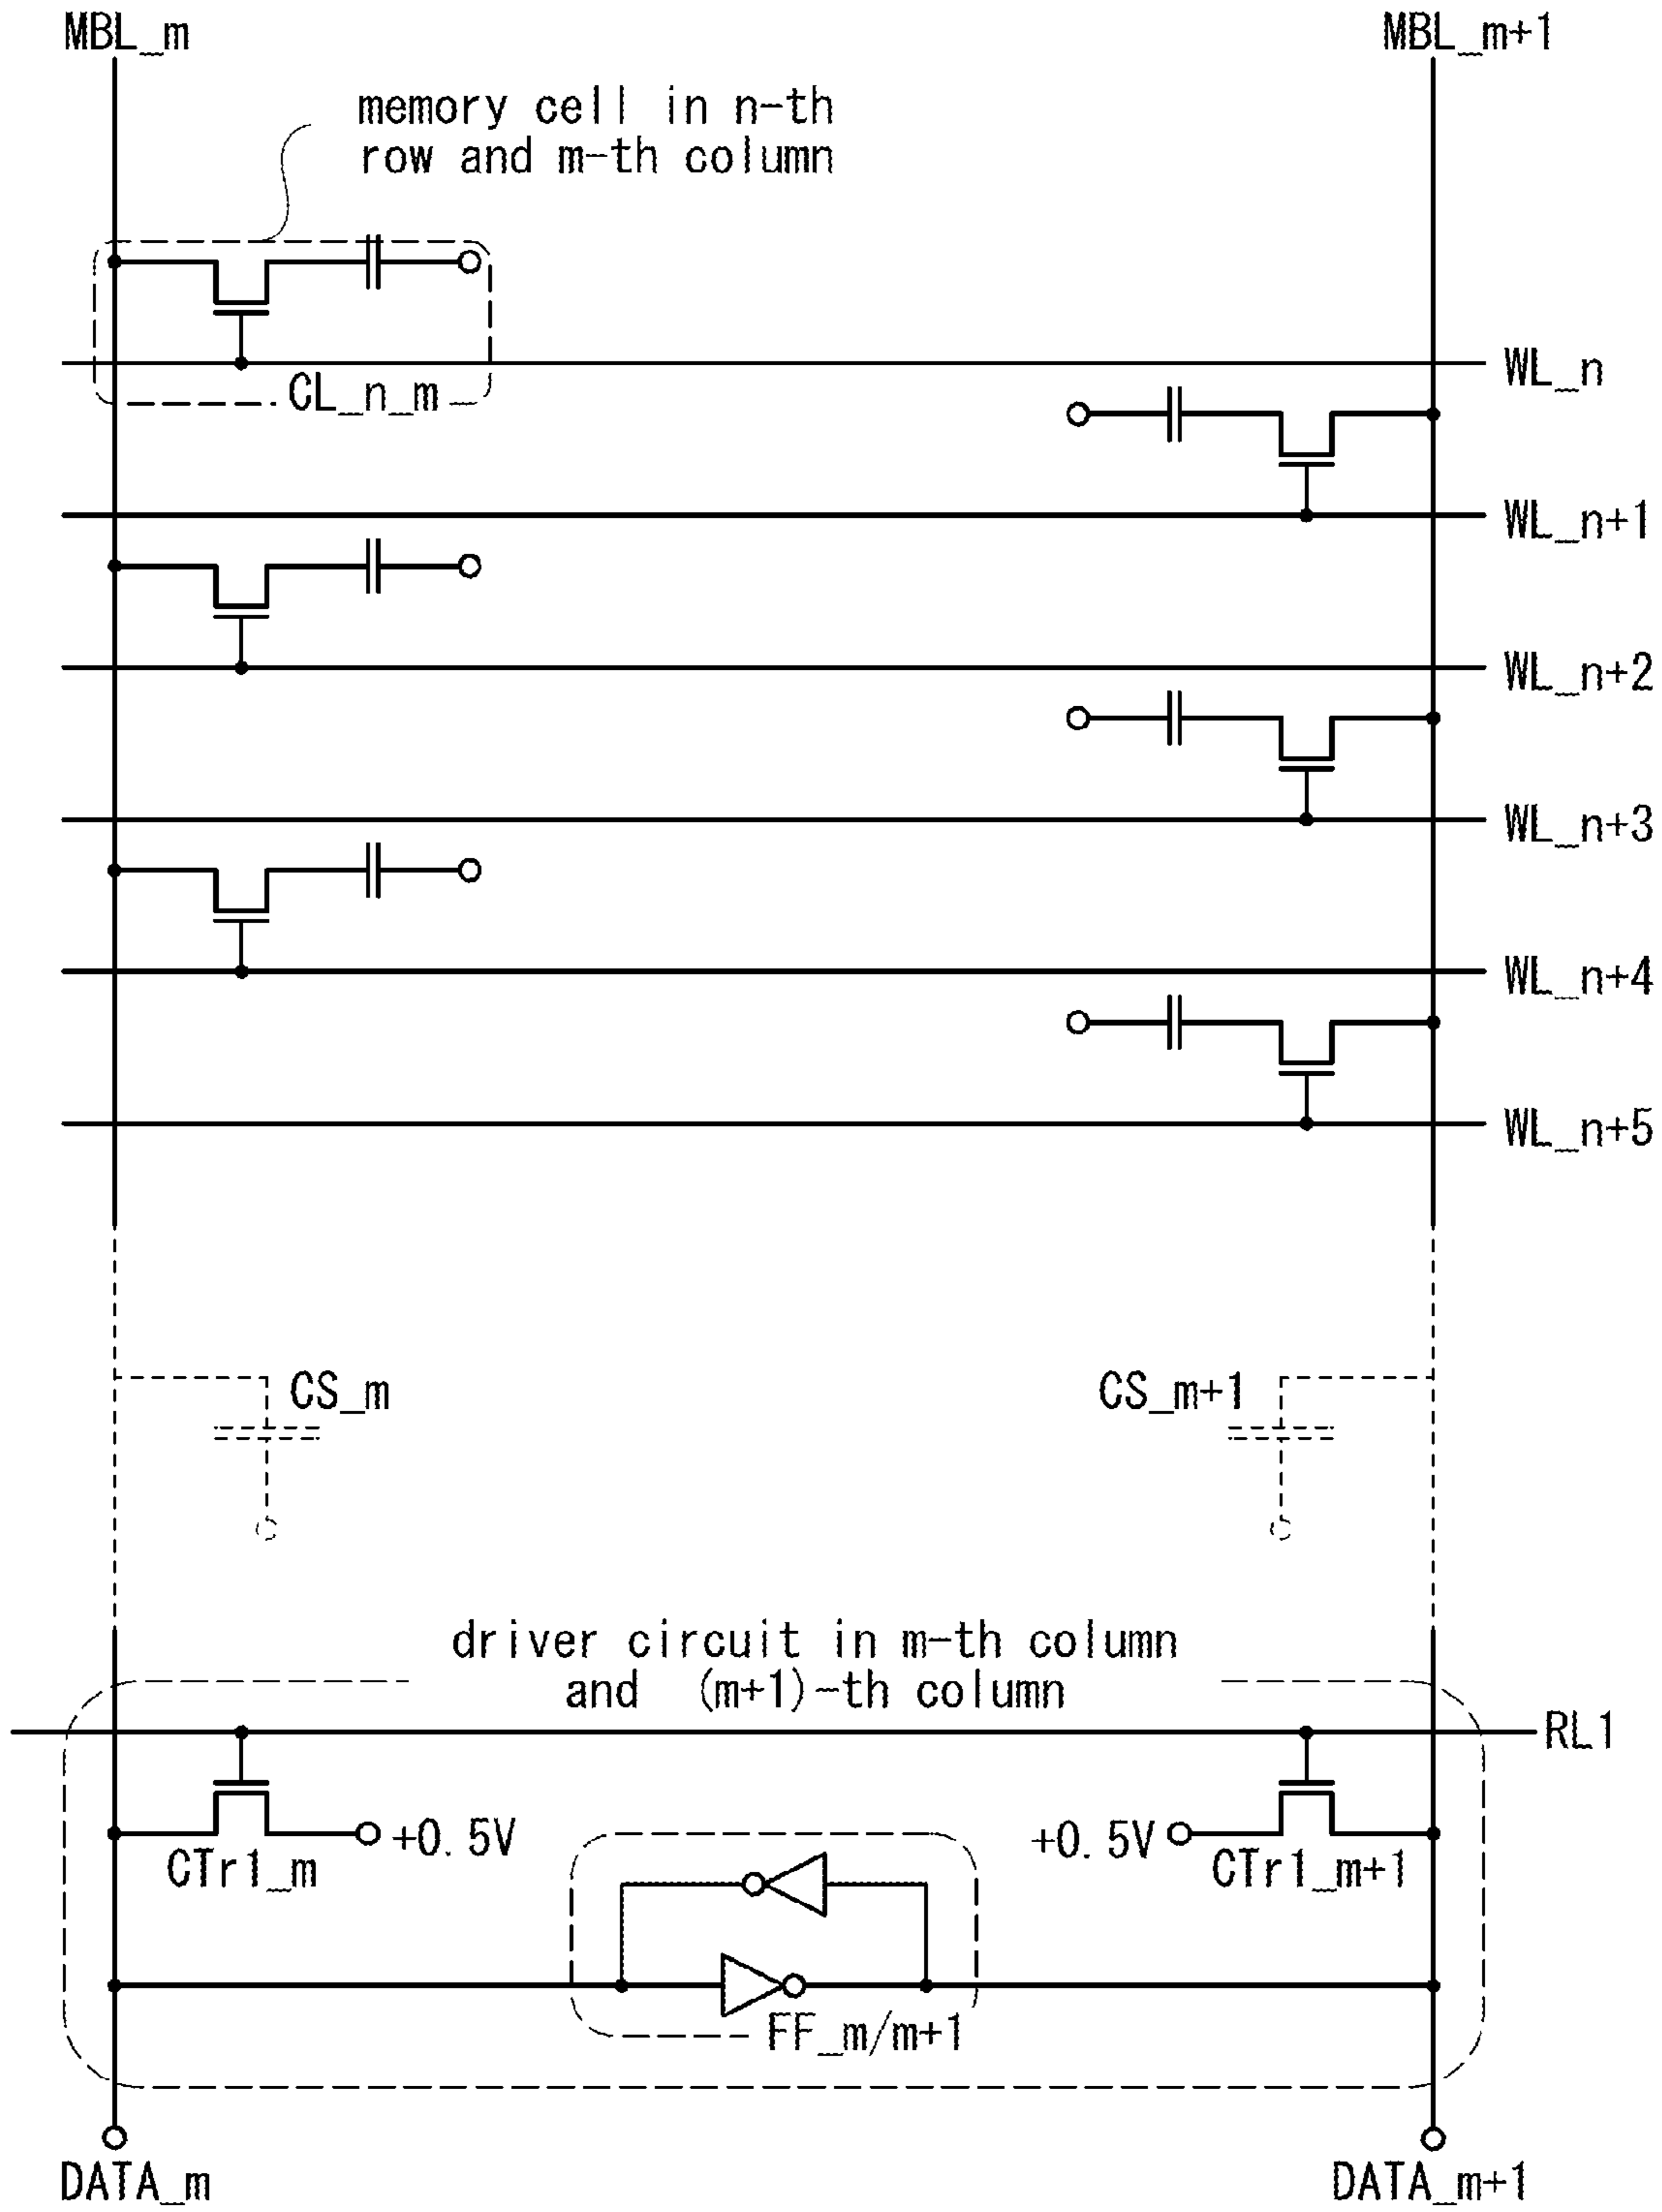 MBL_m
MBL_m+1
memory cell in n-th
row and m-th column
WL_n
CL_n_m
WL_n+1
WL_n+2
WL_n+3
WL_n+4
WL_n+5
CS_m
CS_m+1
driver circuit in m-th column
and (m+1)-th column
RL1
+0.5V
+0.5V
CTr1_m
CTr1_m+1
FF_m/m+1
DATA_m
DATA_m+1